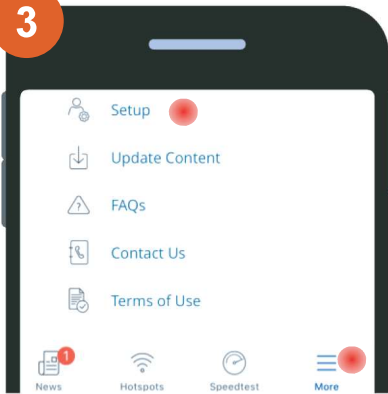 3
Setup
Update Content
FAQs
Contact Us
Terms of Use
1
News Hotspots Speedtest More